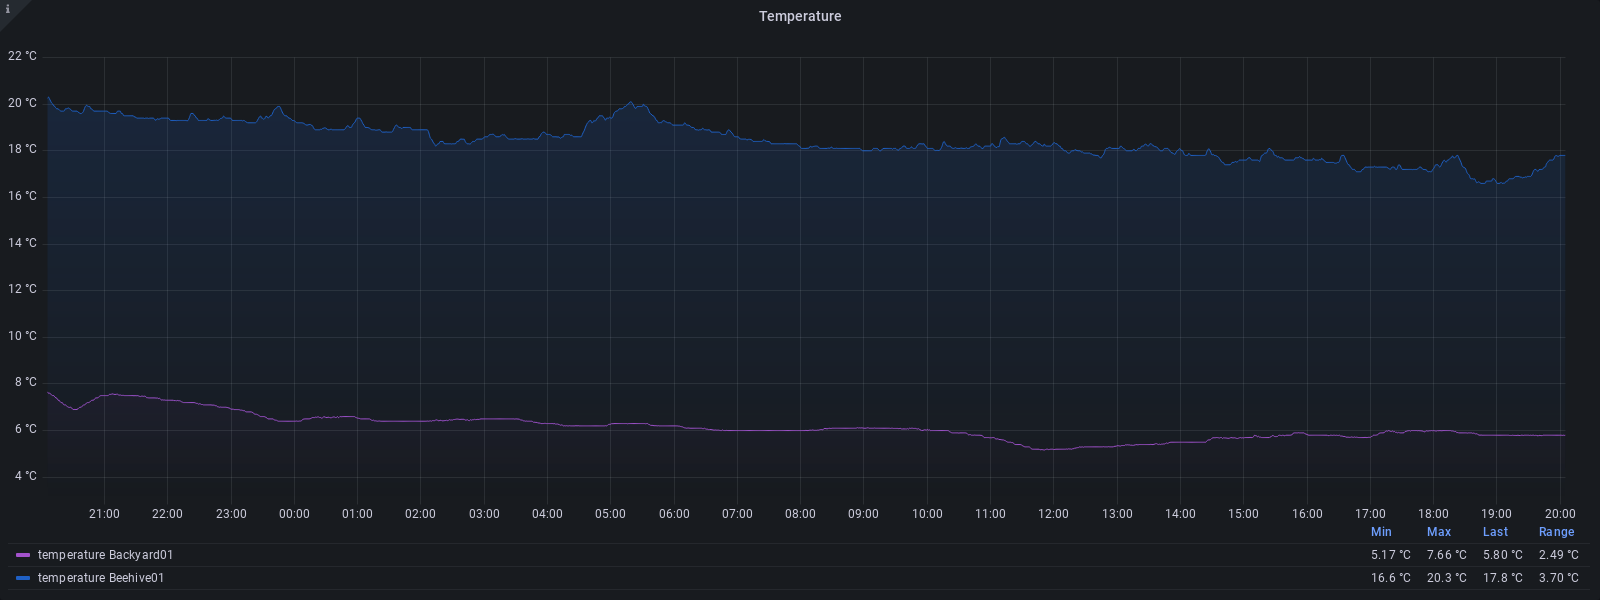 i
Temperature
22 °C
20 °C
18 °C
16 °C
14 °C
12 °C
10 °C
8 °C
6 °C
4 °C
21:00 22:00 23:00 00:00 01:00 02:00 03:00 04:00 05:00 06:00 07:00 08:00 09:00 10:00 11:00 12:00 13:00 14:00 15:00 16:00 17:00 18:00 19:00 20:00
Min Max Last Range
temperature Backyard01 5.17 °C 7.66 °C 5.80 °C 2.49 °C
temperature Beehive01 16.6 °C 20.3 °C 17.8 °C 3.70 °C